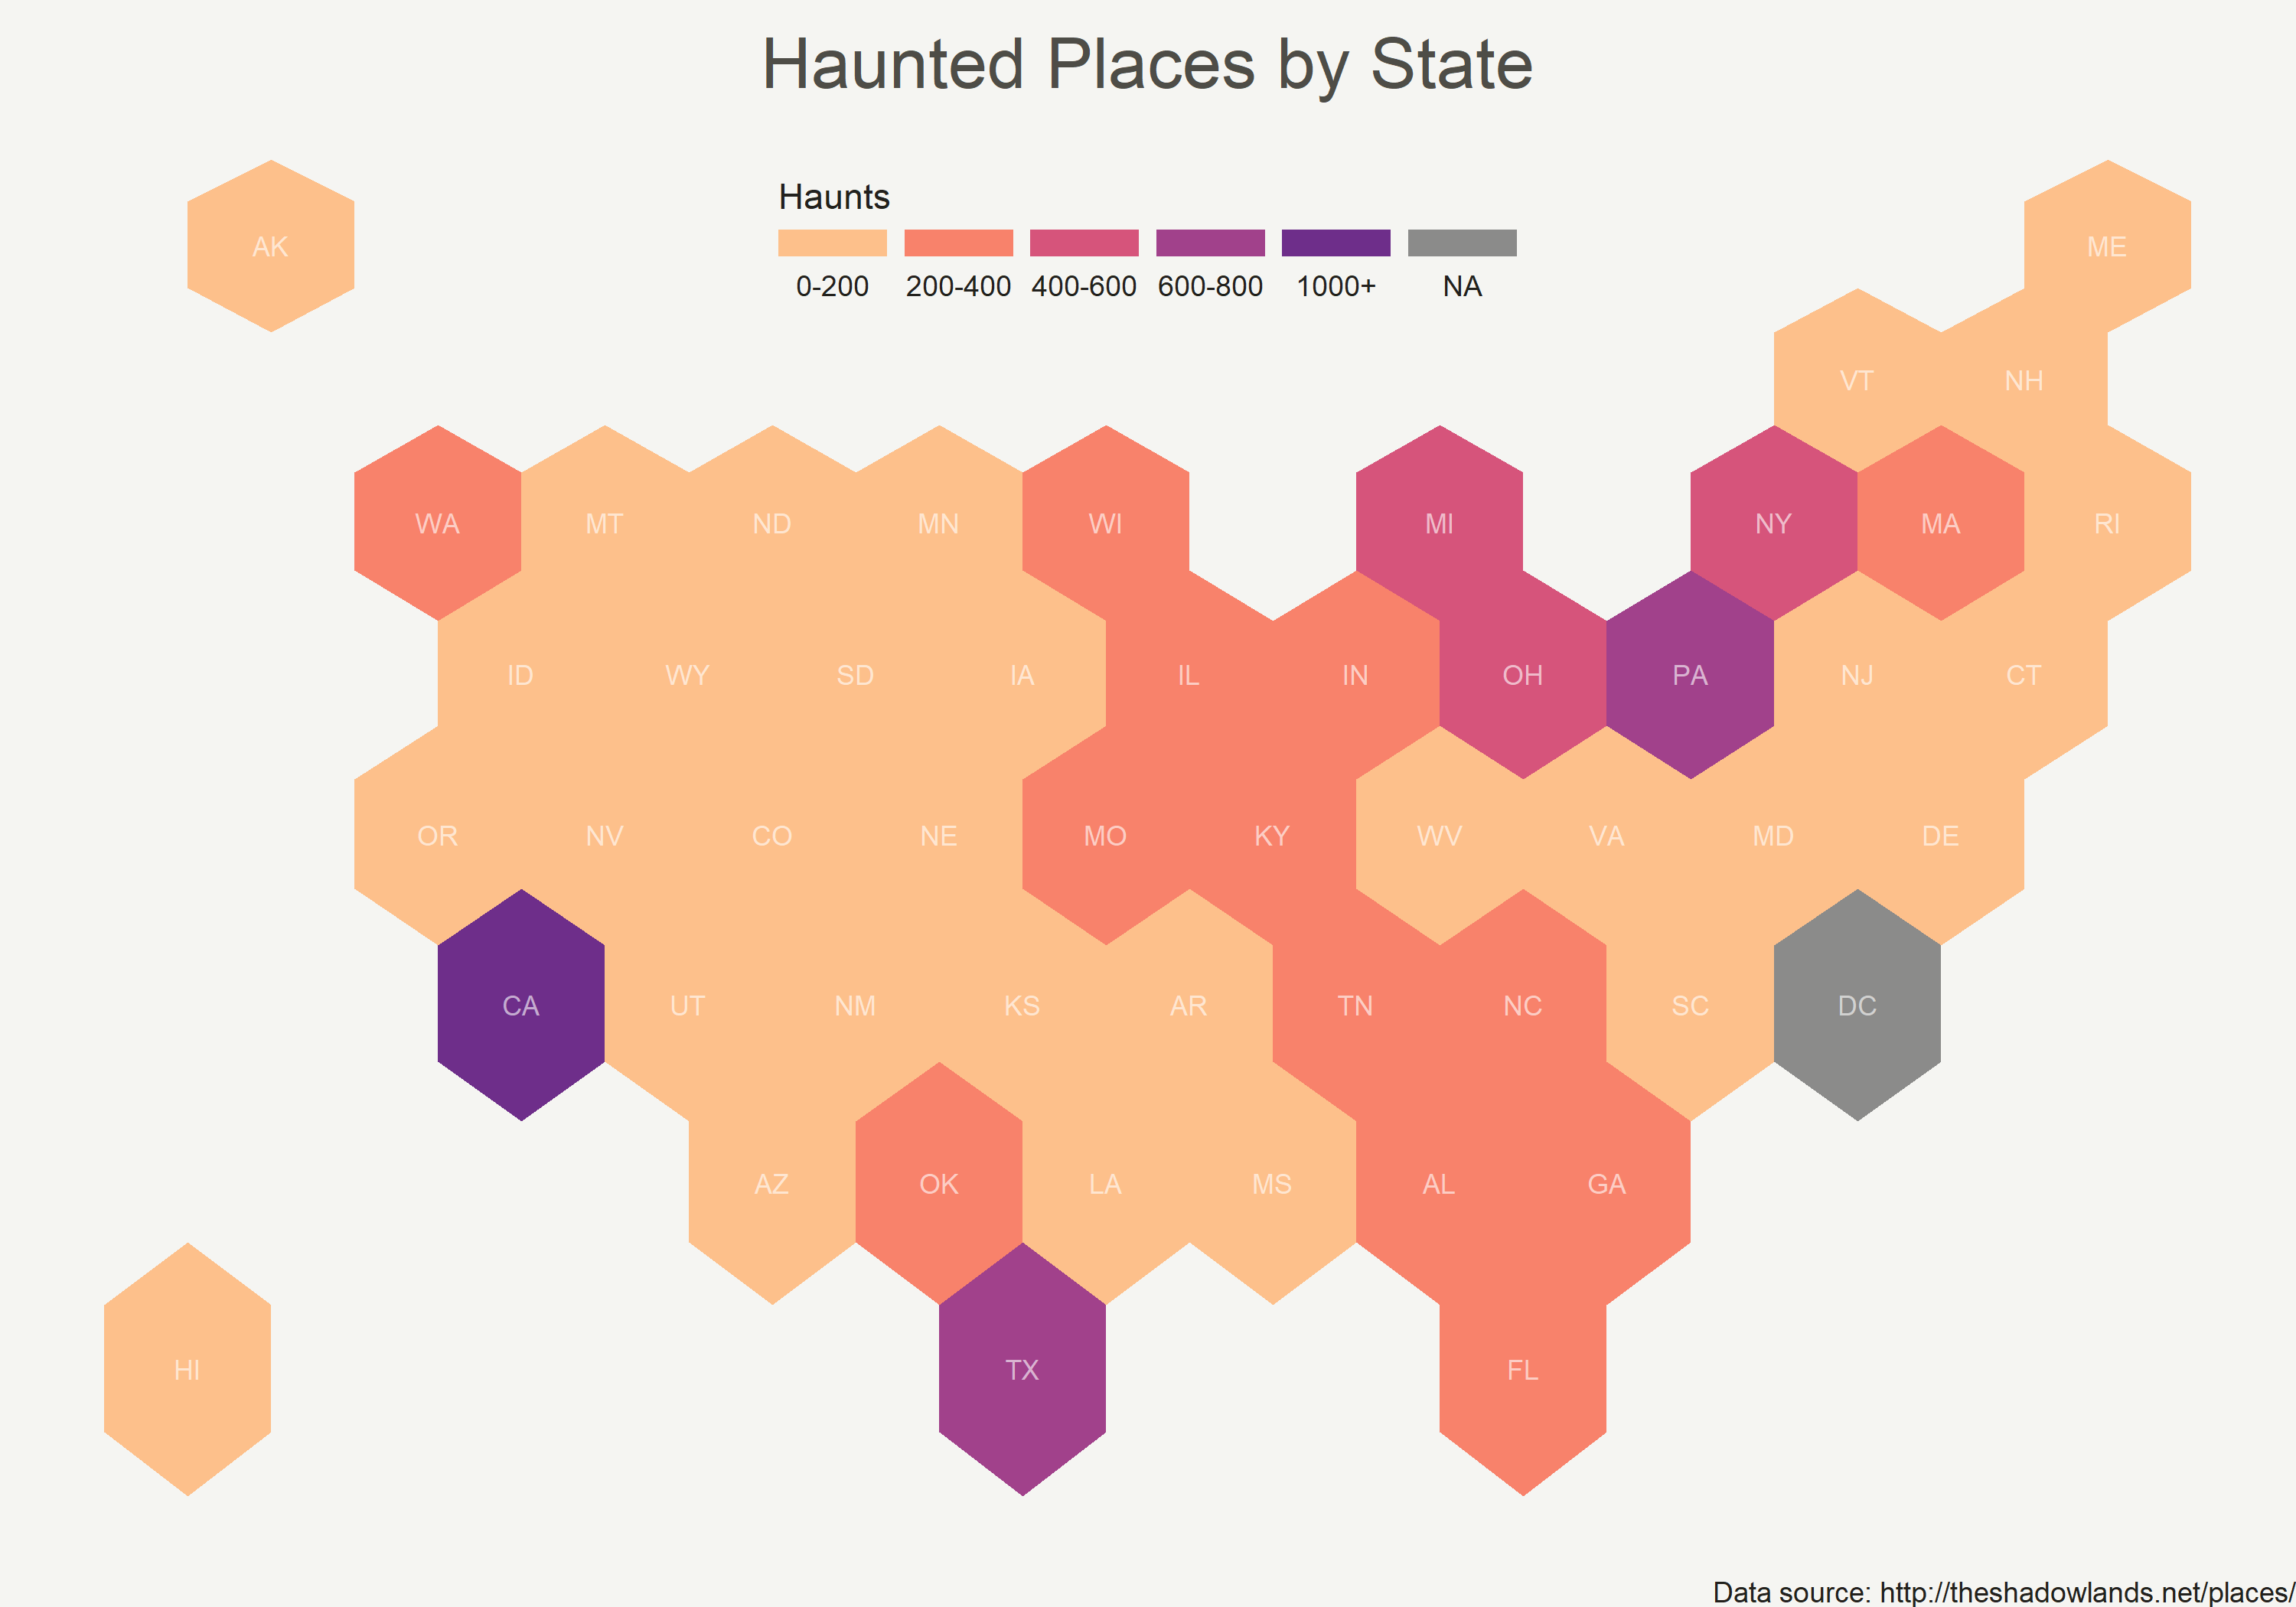 Haunted Places by State
Haunts
0-200 200-400 400-600 600-800 1000+ NA
AK ME
VT NH
WA MT ND MN WI MI NY MA RI
ID WY SD IA IL IN OH PA NJ CT
OR NV CO NE MO KY WV VA MD DE
CA UT NM KS AR TN NC SC DC
AZ OK LA MS AL GA
HI TX FL
Data source: http://theshadowlands.net/places/